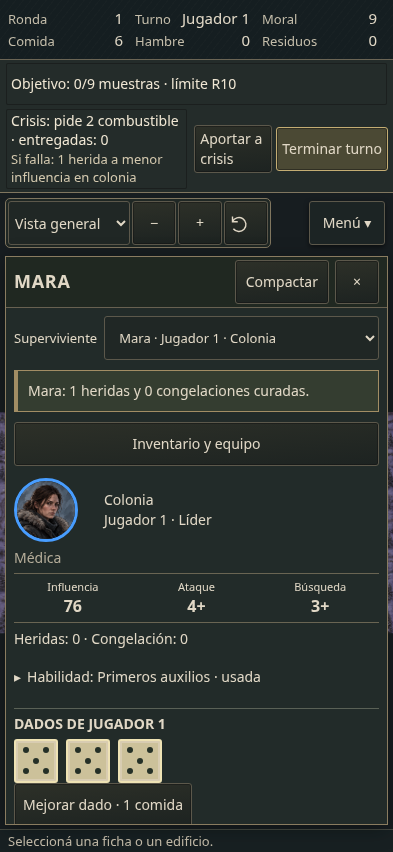 Ronda 1 Turno Jugador 1 Moral 9
Comida 6 Hambre 0 Residuos 0
Objetivo: 0/9 muestras · límite R10
Crisis: pide 2 combustible
· entregadas: 0
Si falla: 1 herida a menor
influencia en colonia
Aportar a
crisis
Terminar turno
Vista general
−
+
Menú ▾
MARA
Compactar
×
Superviviente
Mara · Jugador 1 · Colonia
Mara: 1 heridas y 0 congelaciones curadas.
Inventario y equipo
Colonia
Jugador 1 · Líder
Médica
Influencia Ataque Búsqueda
76 4+ 3+
Heridas: 0 · Congelación: 0
▸ Habilidad: Primeros auxilios · usada
DADOS DE JUGADOR 1
Mejorar dado · 1 comida
Seleccioná una ficha o un edificio.